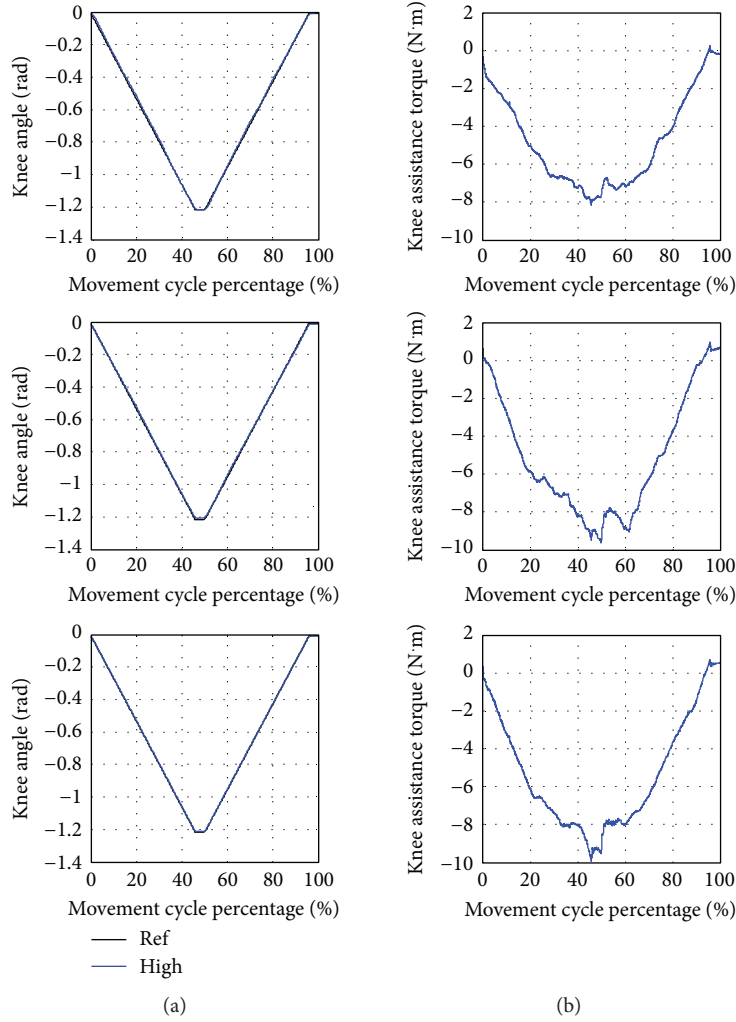 0
−0.2
−0.4
−0.6
−0.8
−1
−1.2
−1.4
Knee angle (rad)
0 20 40 60 80 100
Movement cycle percentage (%)
2
0
−2
−4
−6
−8
−10
Knee assistance torque (N·m)
0 20 40 60 80 100
Movement cycle percentage (%)
0
−0.2
−0.4
−0.6
−0.8
−1
−1.2
−1.4
Knee angle (rad)
0 20 40 60 80 100
Movement cycle percentage (%)
2
0
−2
−4
−6
−8
−10
Knee assistance torque (N·m)
0 20 40 60 80 100
Movement cycle percentage (%)
0
−0.2
−0.4
−0.6
−0.8
−1
−1.2
−1.4
Knee angle (rad)
0 20 40 60 80 100
Movement cycle percentage (%)
Ref
High
(a)
2
0
−2
−4
−6
−8
−10
Knee assistance torque (N·m)
0 20 40 60 80 100
Movement cycle percentage (%)
(b)